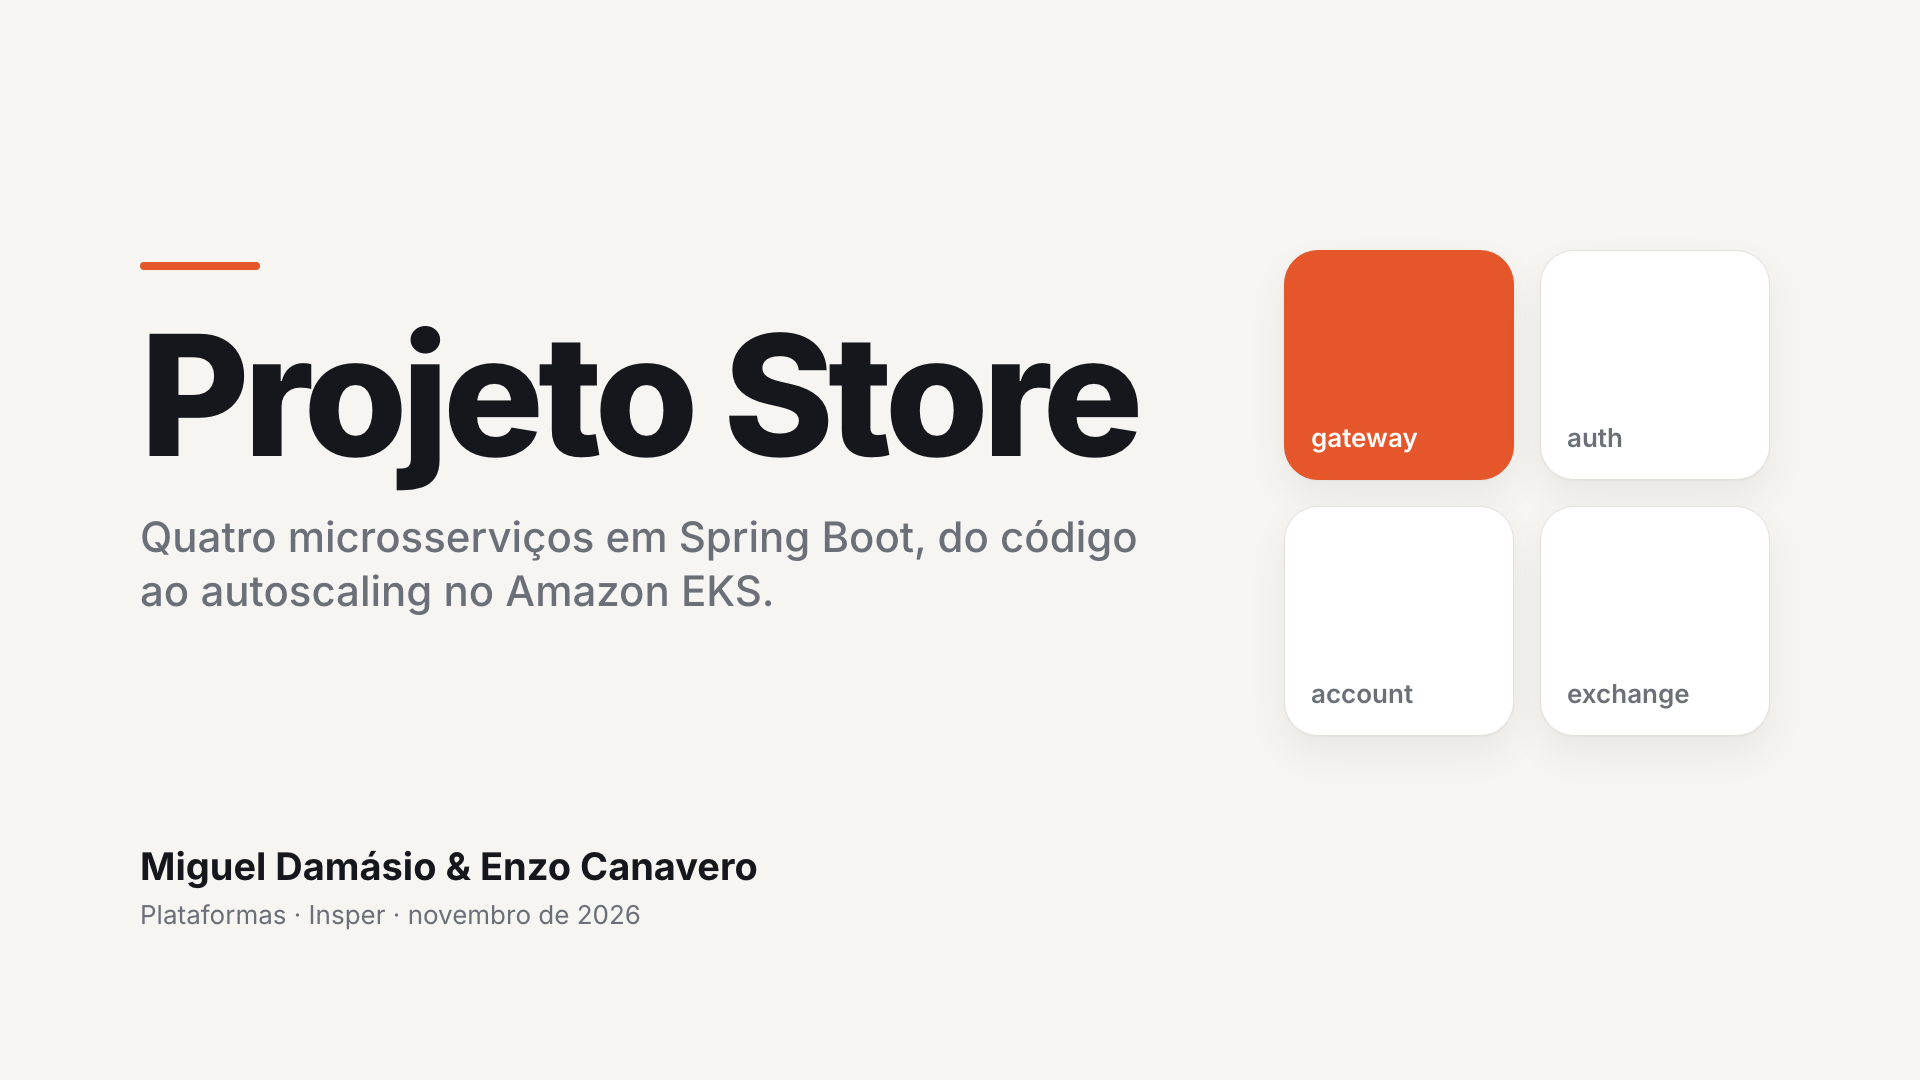 Projeto Store
Quatro microsserviços em Spring Boot, do código
ao autoscaling no Amazon EKS.
gateway
auth
account
exchange
Miguel Damásio & Enzo Canavero
Plataformas · Insper · novembro de 2026